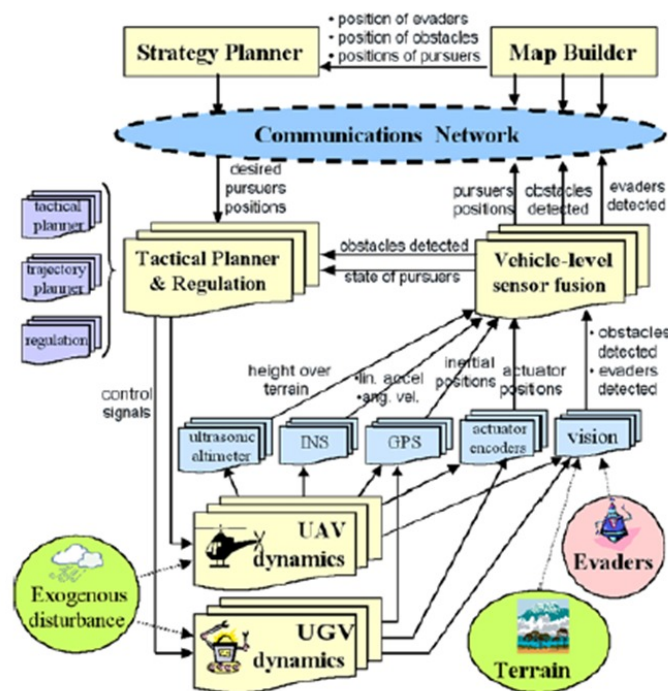 • position of evaders
• position of obstacles
• positions of pursuers
Strategy Planner
Map Builder
Communications Network
desired
pursuers
positions
pursuers
positions
obstacles
detected
evaders
detected
tactical
planner
trajectory
planner
regulation
Tactical Planner
& Regulation
obstacles detected
state of pursuers
Vehicle-level
sensor fusion
• obstacles
detected
• evaders
detected
control
signals
height over
terrain
•lin. accel
•ang. vel.
inertial
positions
actuator
positions
ultrasonic
altimeter
INS
GPS
actuator
encoders
vision
UAV
dynamics
Evaders
Exogenous
disturbance
UGV
dynamics
Terrain